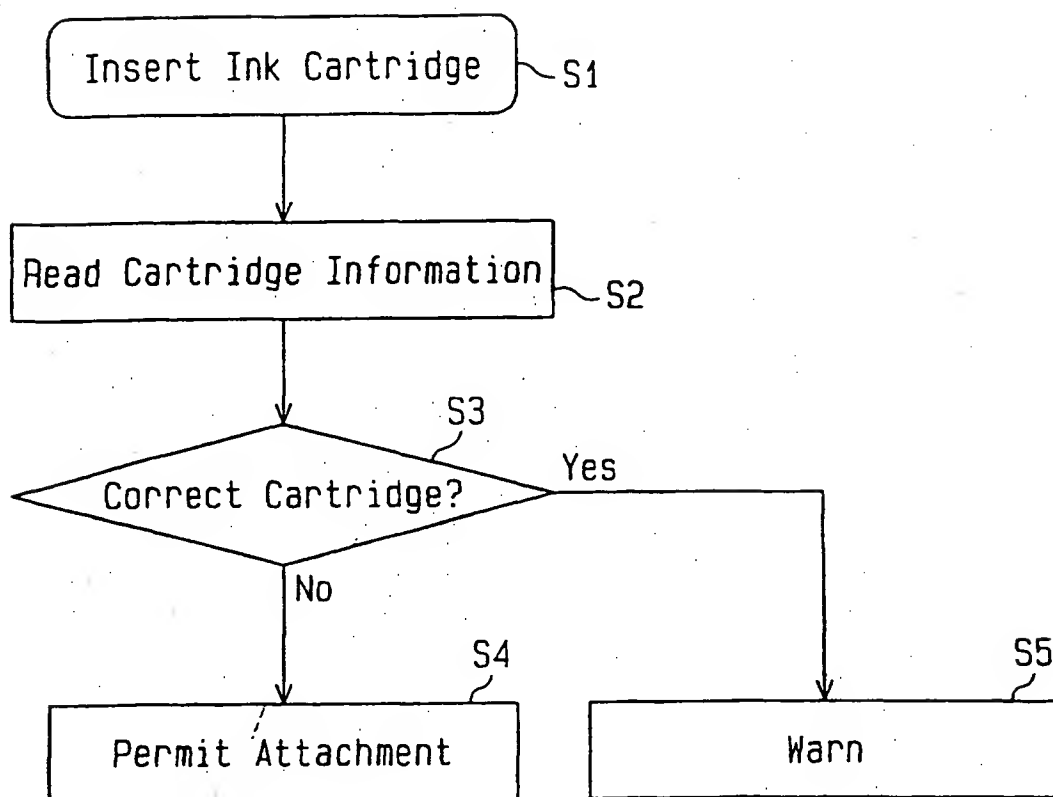 Insert Ink Cartridge
S1
Read Cartridge Information
S2
S3
Correct Cartridge?
Yes
No
S4
S5
Permit Attachment
Warn